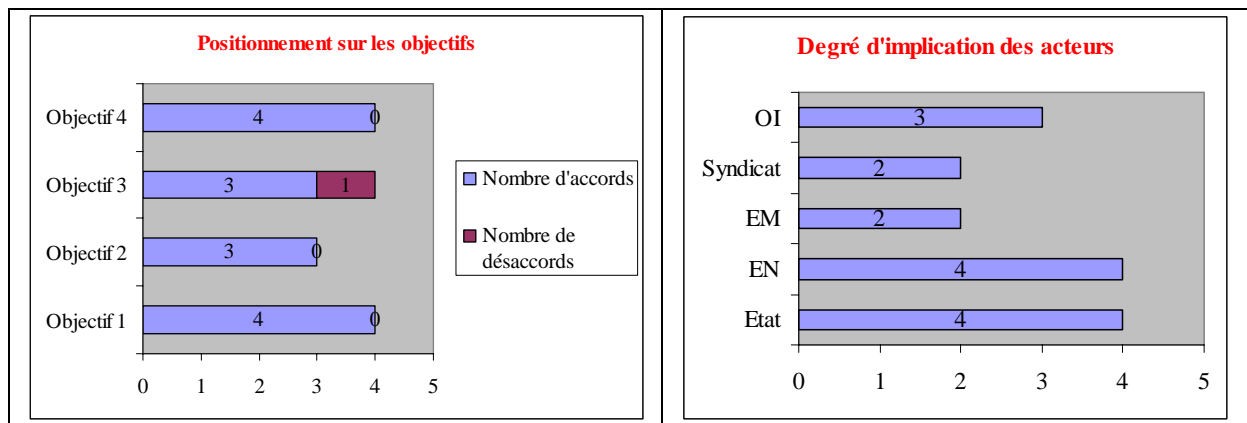 Positionnement sur les objectifs
Objectif 4
4
0
Objectif 3
3
1
Objectif 2
3
0
Objectif 1
4
0
0 1 2 3 4 5
Nombre d'accords
Nombre de
désaccords
Degré d'implication des acteurs
OI
3
Syndicat
2
EM
2
EN
4
Etat
4
0 1 2 3 4 5